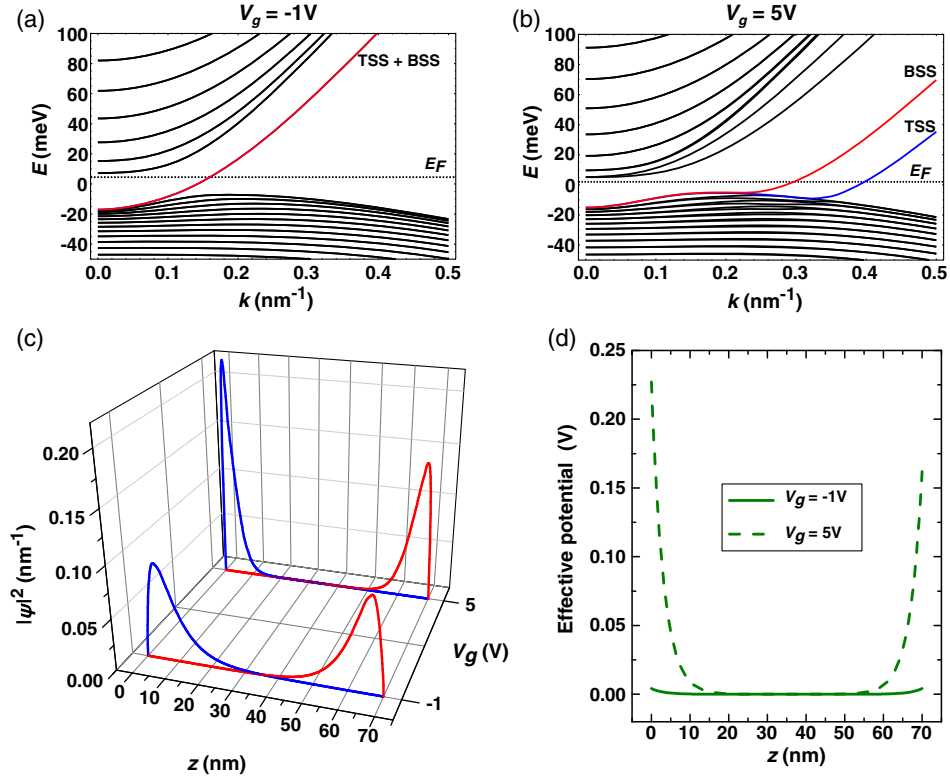 (a)
V_g = -1V
100
80
60
40
20
0
-20
-40
E (meV)
TSS + BSS
E_F
0.0 0.1 0.2 0.3 0.4 0.5
k (nm⁻¹)
(b)
V_g = 5V
100
80
60
40
20
0
-20
-40
E (meV)
BSS
TSS
E_F
0.0 0.1 0.2 0.3 0.4 0.5
k (nm⁻¹)
(c)
0.20
0.15
0.10
0.05
0.00
|ψ|² (nm⁻¹)
0 10 20 30 40 50 60 70
z (nm)
5
-1
V_g (V)
(d)
0.25
0.20
0.15
0.10
0.05
0.00
Effective potential (V)
V_g = -1V
V_g = 5V
0 10 20 30 40 50 60 70
z (nm)